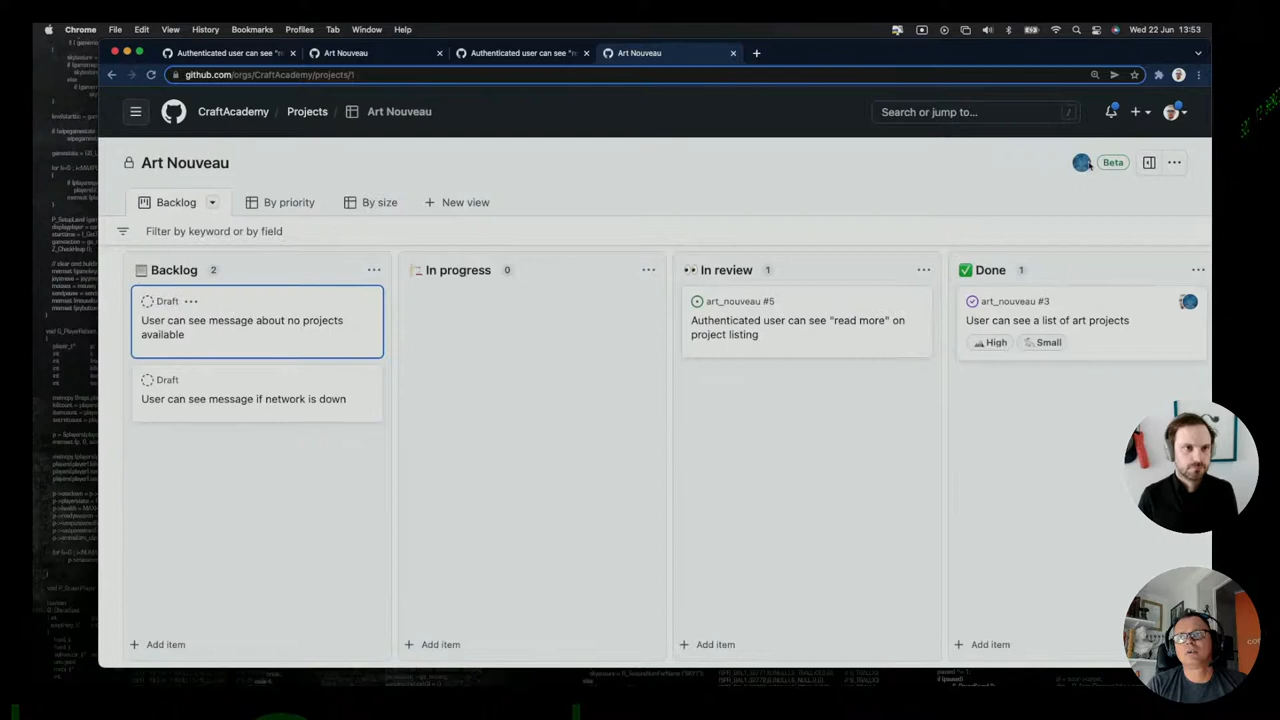 Chrome File Edit View History Bookmarks Profiles Tab Window Help Wed 22 Jun 13:53
Authenticated user can see "re Art Nouveau Authenticated user can see "re Art Nouveau
github.com/orgs/CraftAcademy/projects/1
CraftAcademy Projects / Art Nouveau Search or jump to... /
Art Nouveau Beta
Backlog By priority By size + New view
Filter by keyword or by field
Backlog 2
Draft
User can see message about no projects
available
Draft
User can see message if network is down
+ Add item
In progress 0
+ Add item
In review 1
art_nouveau #5
Authenticated user can see "read more" on
project listing
+ Add item
Done 1
art_nouveau #3
User can see a list of art projects
High Small
+ Add item